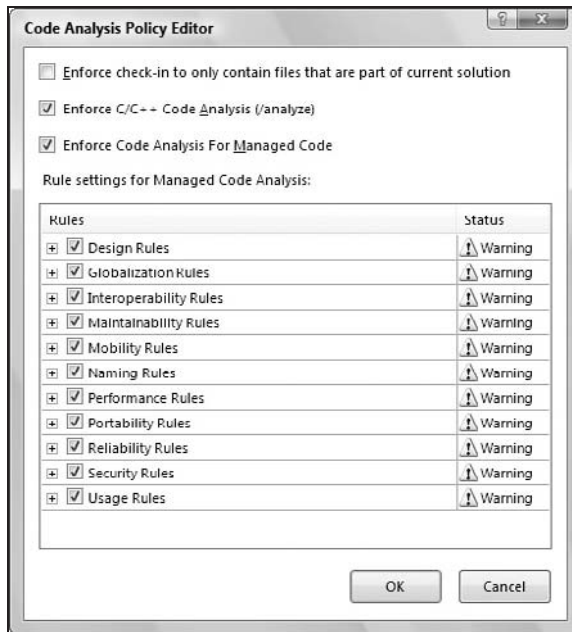 Code Analysis Policy Editor
Enforce check-in to only contain files that are part of current solution
Enforce C/C++ Code Analysis (/analyze)
Enforce Code Analysis For Managed Code
Rule settings for Managed Code Analysis:
Rules Status
Design Rules Warning
Globalization Rules Warning
Interoperability Rules Warning
Maintainability Rules Warning
Mobility Rules Warning
Naming Rules Warning
Performance Rules Warning
Portability Rules Warning
Reliability Rules Warning
Security Rules Warning
Usage Rules Warning
OK Cancel